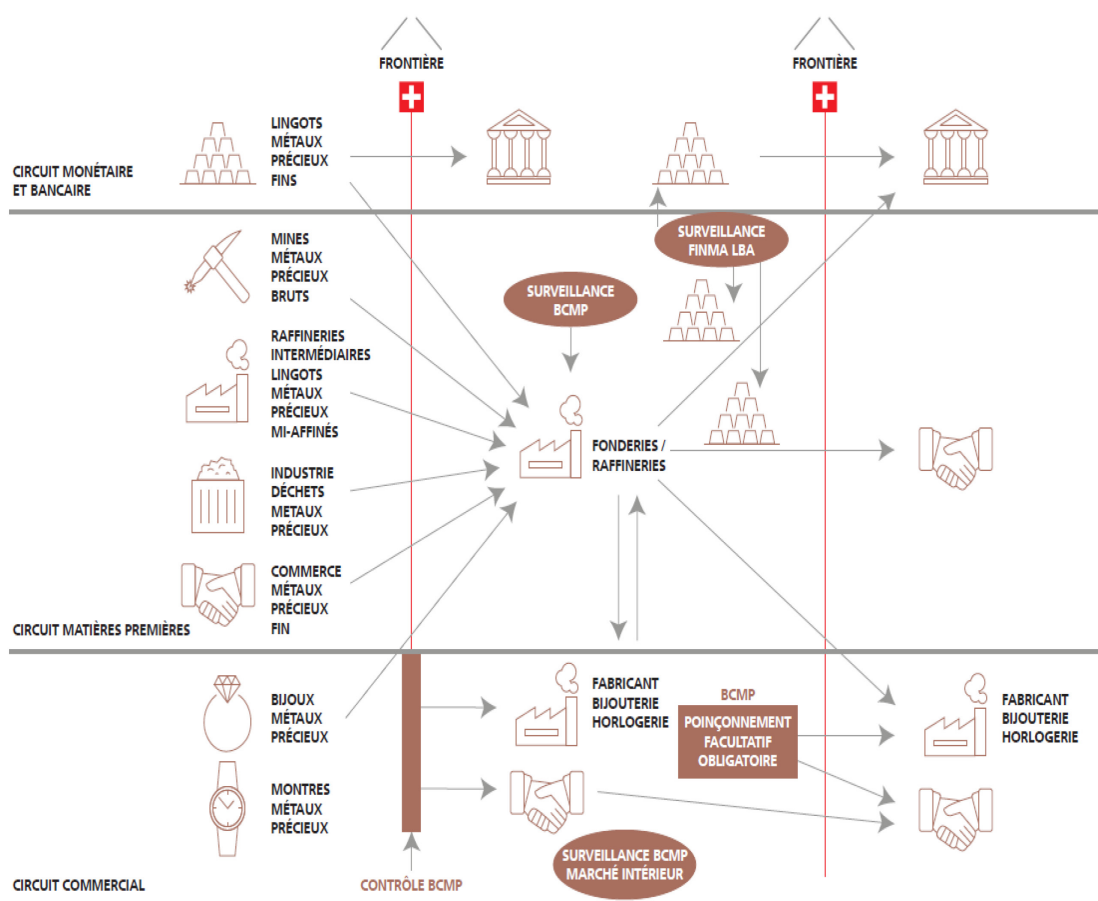 FRONTIÈRE
FRONTIÈRE
LINGOTS
MÉTAUX
PRÉCIEUX
FINS
CIRCUIT MONÉTAIRE
ET BANCAIRE
SURVEILLANCE
FINMA LBA
MINES
MÉTAUX
PRÉCIEUX
BRUTS
SURVEILLANCE
BCMP
RAFFINERIES
INTERMÉDIAIRES
LINGOTS
MÉTAUX
PRÉCIEUX
MI-AFFINÉS
FONDERIES /
RAFFINERIES
INDUSTRIE
DÉCHETS
METAUX
PRÉCIEUX
COMMERCE
MÉTAUX
PRÉCIEUX
FIN
CIRCUIT MATIÈRES PREMIÈRES
BIJOUX
MÉTAUX
PRÉCIEUX
FABRICANT
BIJOUTERIE
HORLOGERIE
BCMP
POINÇONNEMENT
FACULTATIF
OBLIGATOIRE
FABRICANT
BIJOUTERIE
HORLOGERIE
MONTRES
MÉTAUX
PRÉCIEUX
SURVEILLANCE BCMP
MARCHÉ INTÉRIEUR
CIRCUIT COMMERCIAL
CONTRÔLE BCMP